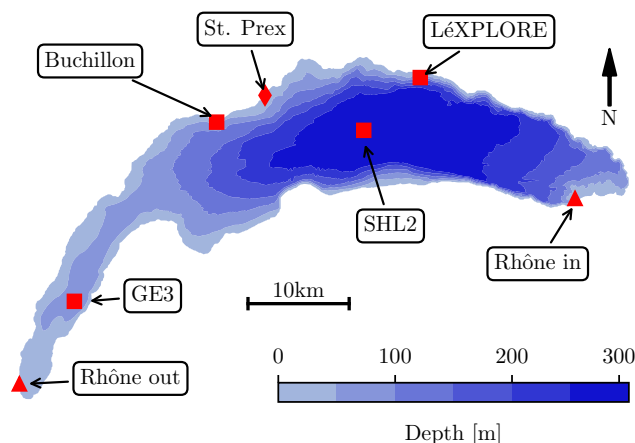 St. Prex
LéXPLORE
Buchillon
N
SHL2
Rhône in
GE3
10km
Rhône out
0 100 200 300
Depth [m]